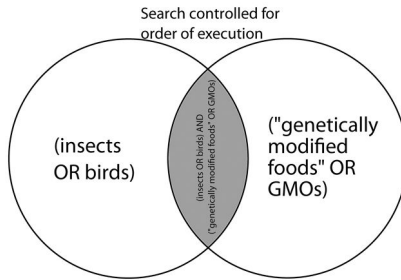 Search controlled for
order of execution
(insects
OR birds)
(insects OR birds) AND
("genetically modified foods" OR GMOs)
("genetically
modified
foods" OR
GMOs)